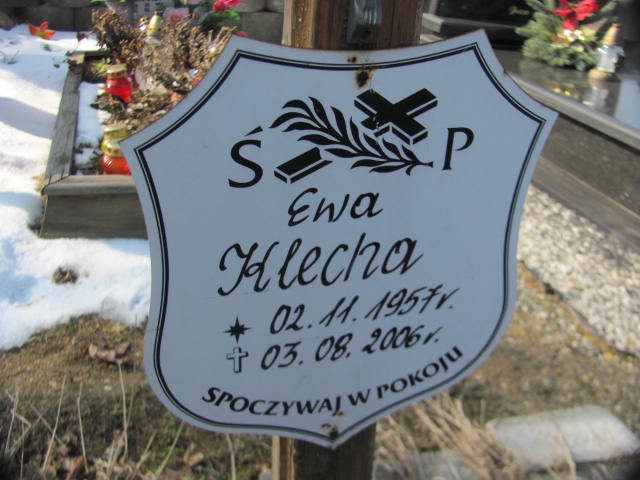 Ś P
Ewa
Klecha
02.11.1957r.
03.08.2006r.
SPOCZYWAJ W POKOJU